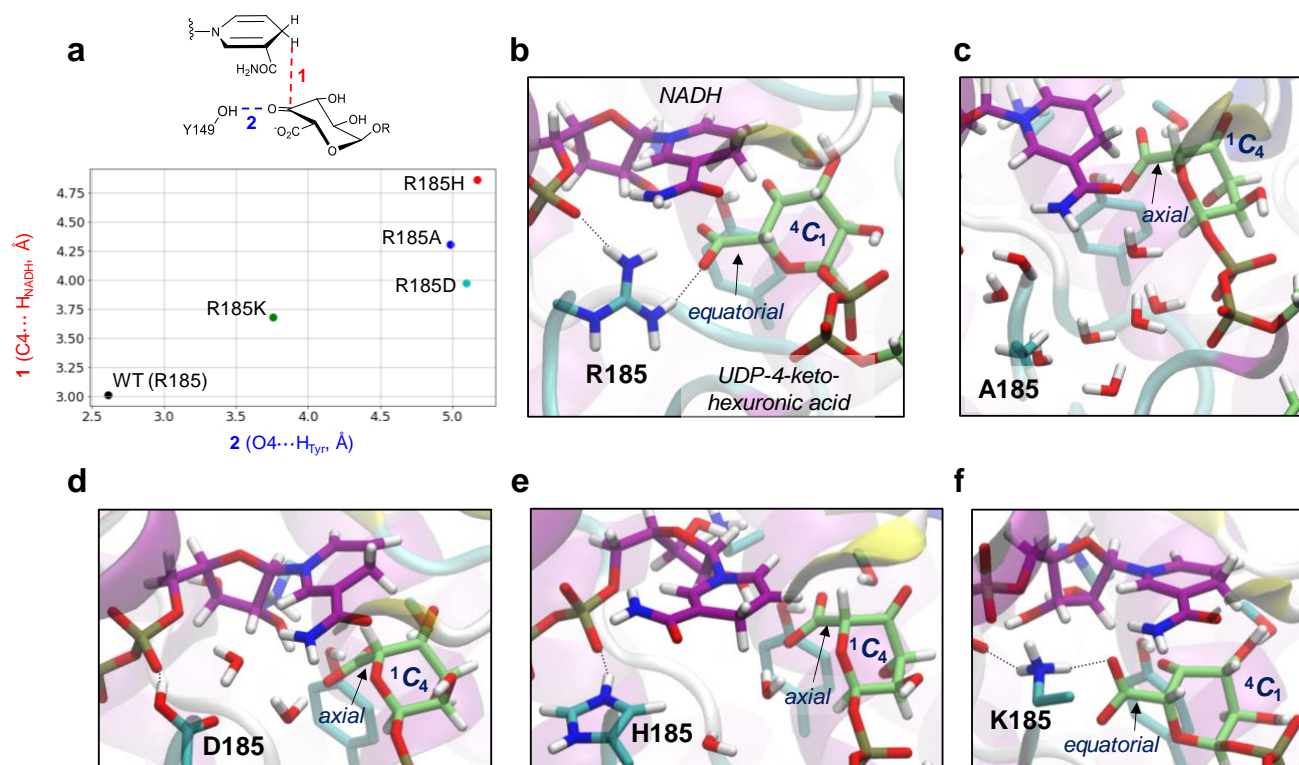 a
N
H
H
H₂NOC
1
OH
O
OH
Y149
2
⁻O₂C
OH
O
OR
1 (C4··· H_NADH, Å)
4.75
4.50
4.25
4.00
3.75
3.50
3.25
3.00
R185H
R185A
R185D
R185K
WT (R185)
2.5
3.0
3.5
4.0
4.5
5.0
2 (O4···H_Tyr, Å)
b
NADH
⁴C₁
equatorial
R185
UDP-4-keto-
hexuronic acid
c
¹C₄
axial
A185
d
¹C₄
axial
D185
e
¹C₄
axial
H185
f
⁴C₁
K185
equatorial